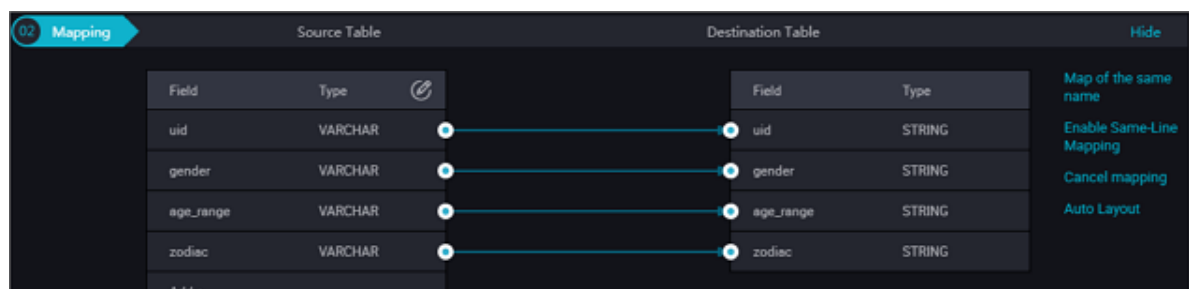 02 Mapping Source Table Destination Table Hide
Field Type Field Type Map of the same
name
uid VARCHAR uid STRING Enable Same-Line
Mapping
gender VARCHAR gender STRING Cancel mapping
age_range VARCHAR age_range STRING Auto Layout
zodiac VARCHAR zodiac STRING